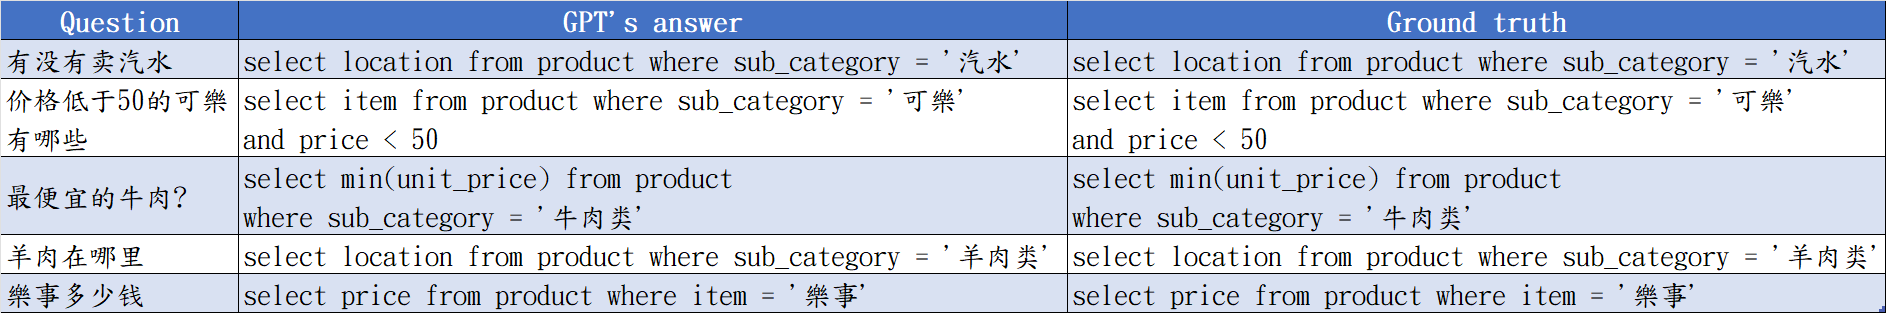 Question GPT's answer Ground truth
有没有卖汽水 select location from product where sub_category = '汽水' select location from product where sub_category = '汽水'
价格低于50的可樂 select item from product where sub_category = '可樂' select item from product where sub_category = '可樂'
有哪些 and price < 50 and price < 50
最便宜的牛肉? select min(unit_price) from product select min(unit_price) from product
where sub_category = '牛肉类' where sub_category = '牛肉类'
羊肉在哪里 select location from product where sub_category = '羊肉类' select location from product where sub_category = '羊肉类'
樂事多少钱 select price from product where item = '樂事' select price from product where item = '樂事'